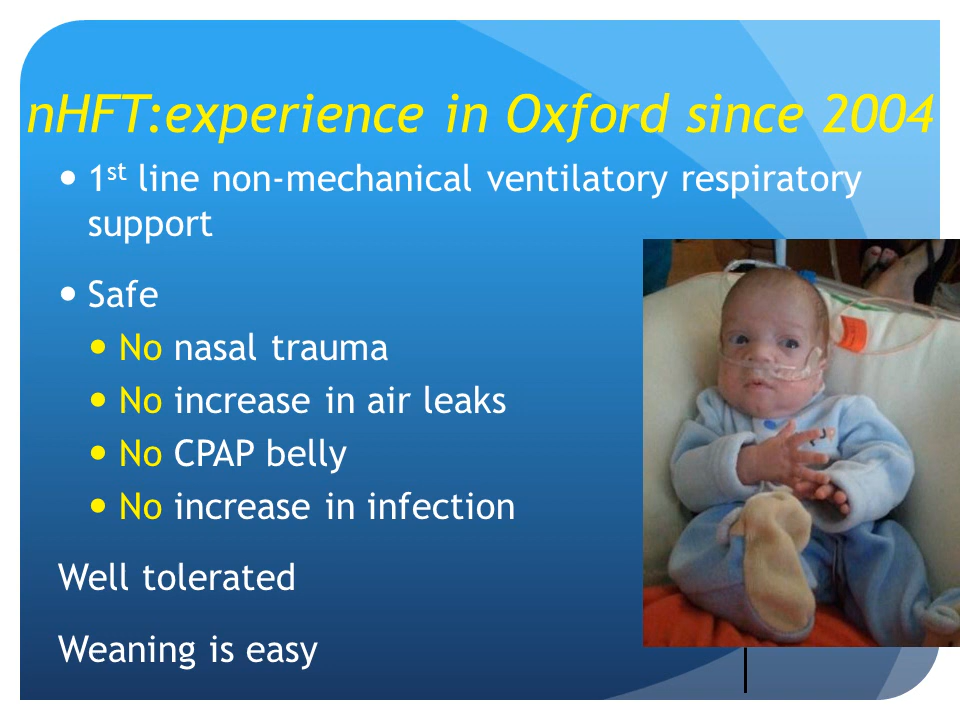 nHFT:experience in Oxford since 2004
• 1st line non-mechanical ventilatory respiratory
support
• Safe
• No nasal trauma
• No increase in air leaks
• No CPAP belly
• No increase in infection
Well tolerated
Weaning is easy